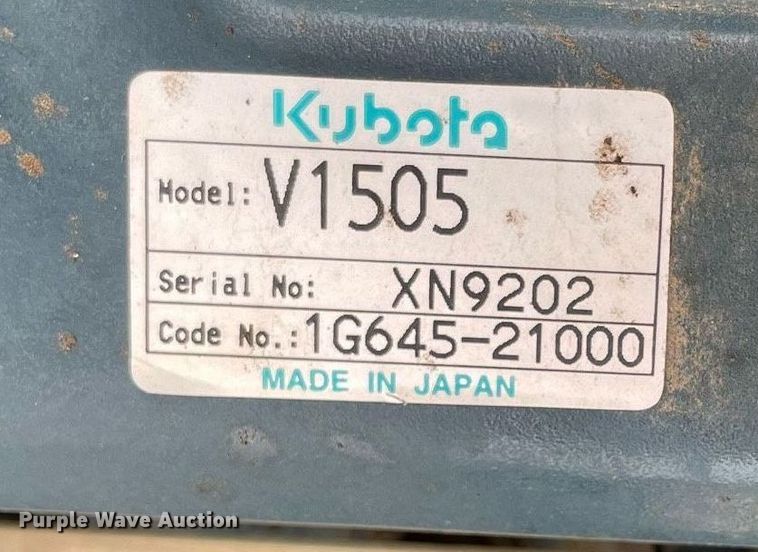 Kubota
Model: V1505
Serial No: XN9202
Code No.: 1G645-21000
MADE IN JAPAN
Purple Wave Auction